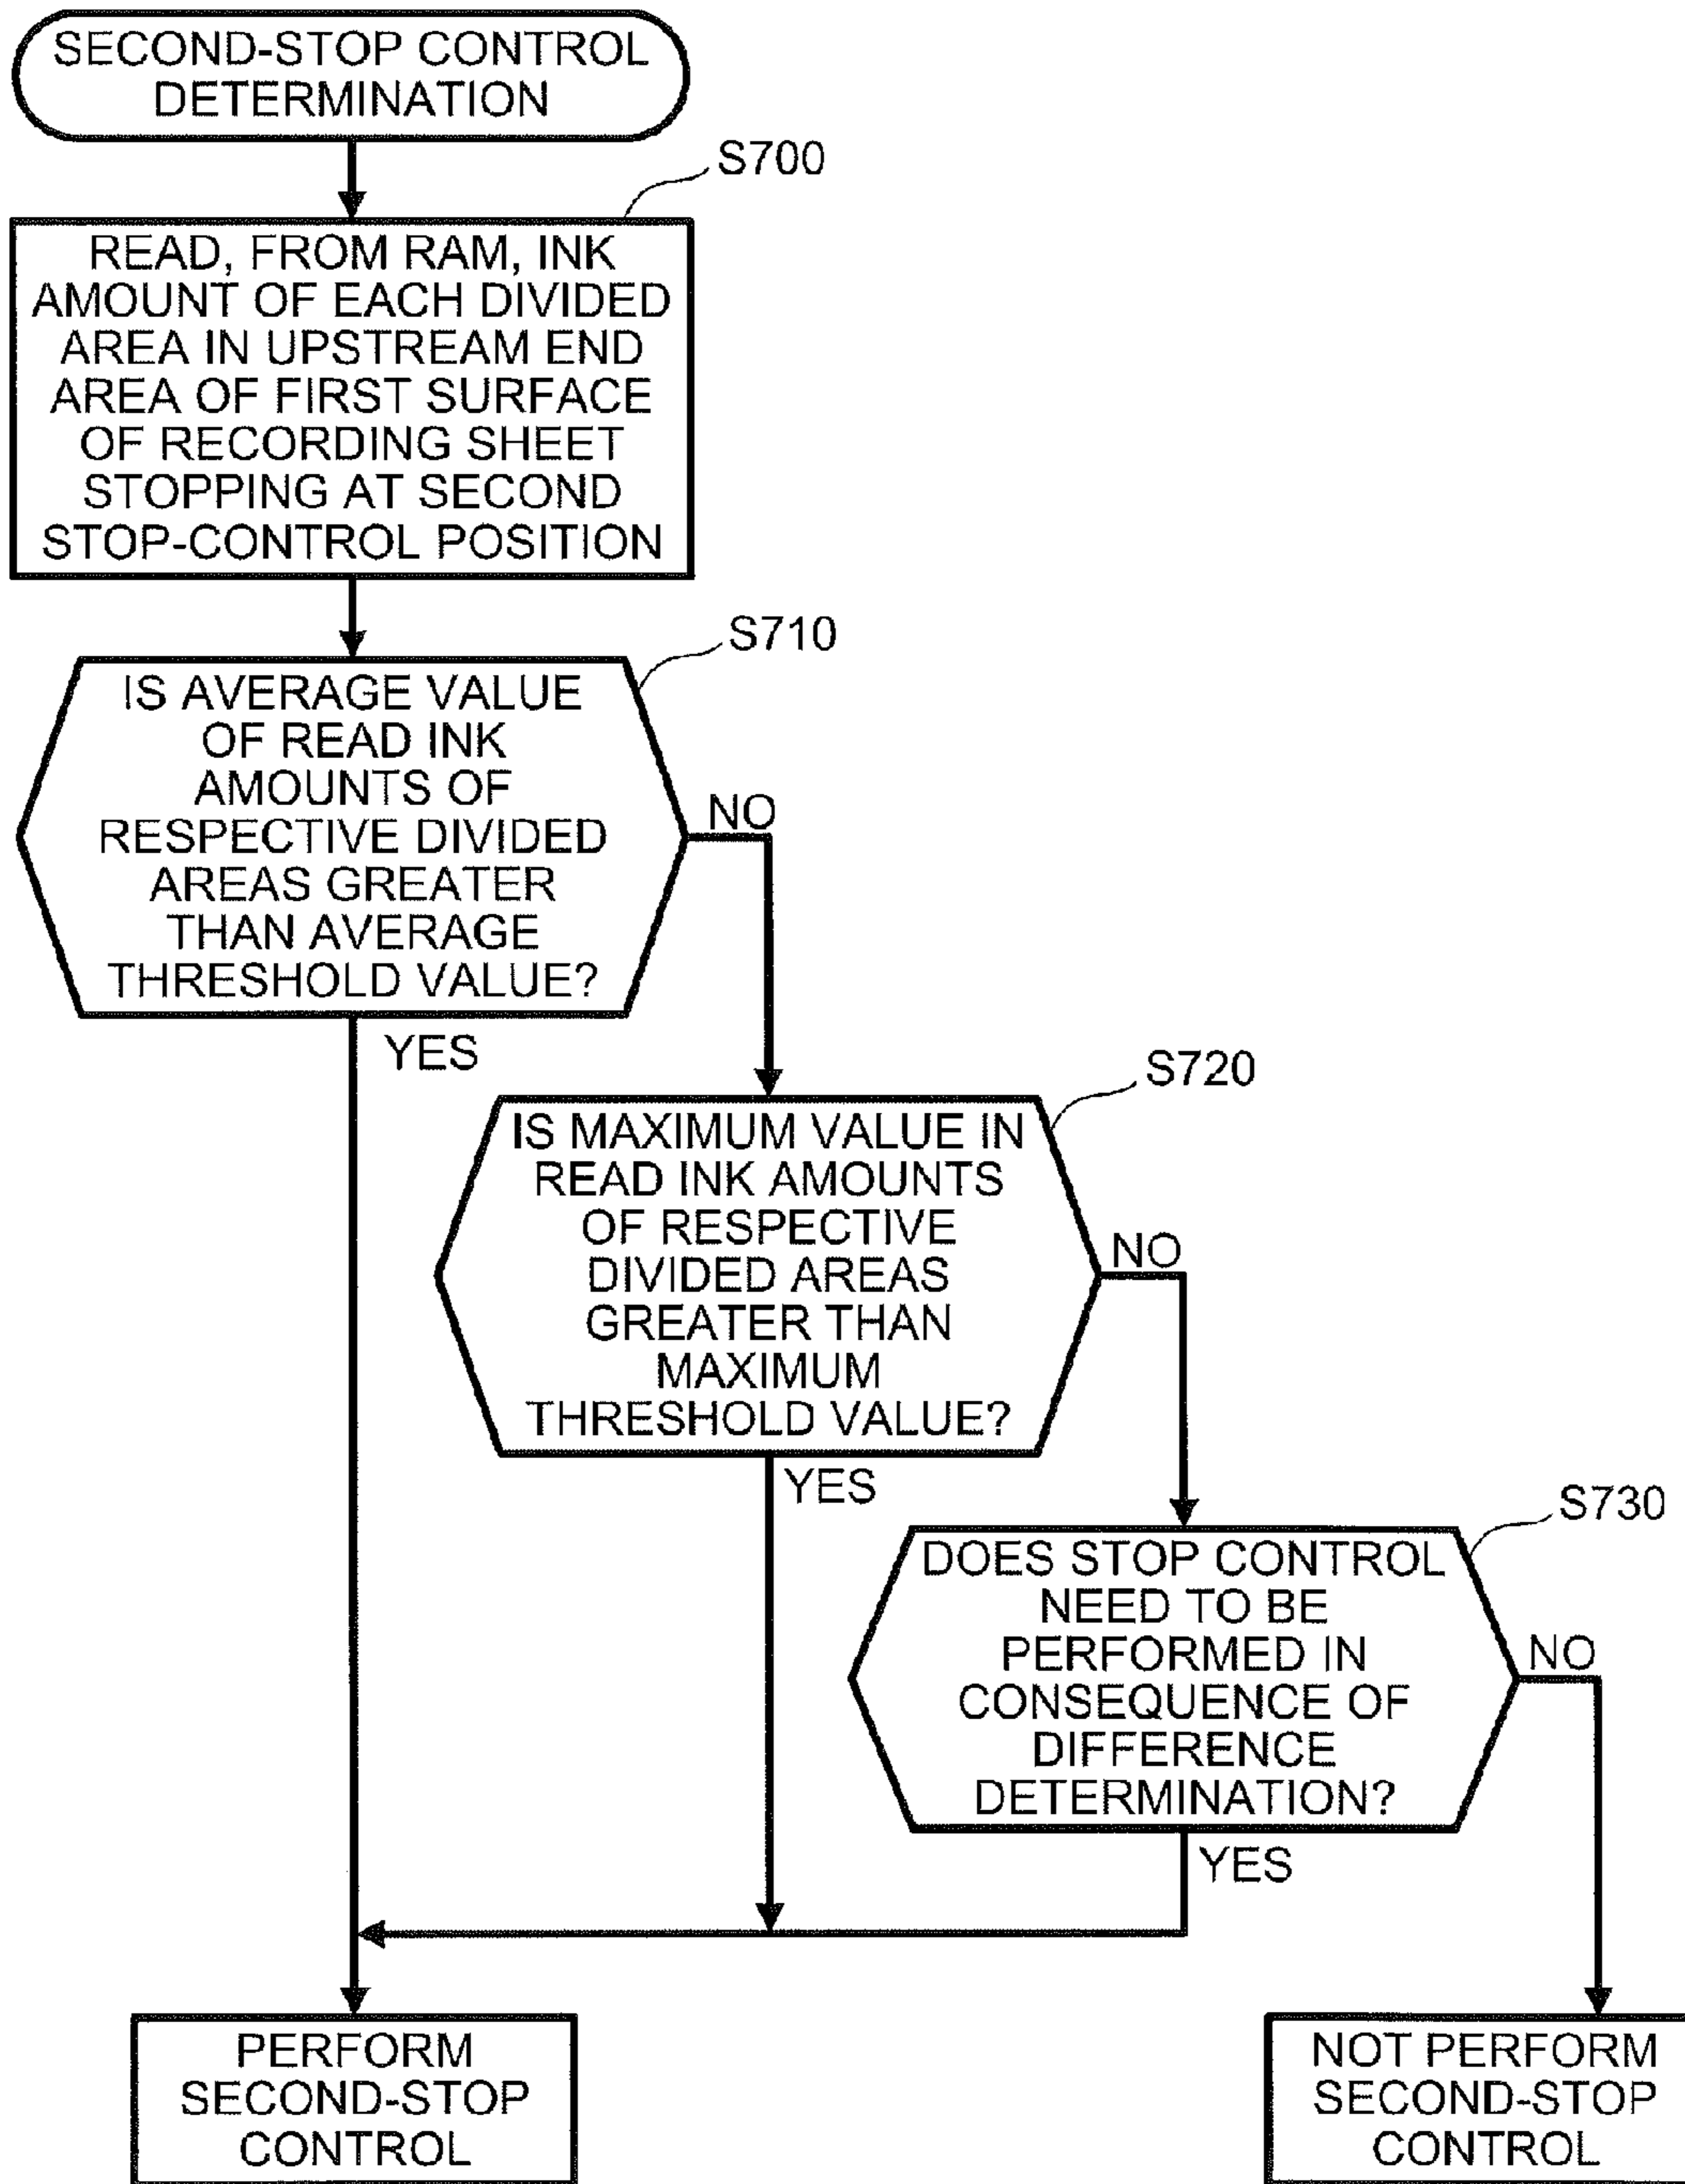 SECOND-STOP CONTROL
DETERMINATION
S700
READ, FROM RAM, INK
AMOUNT OF EACH DIVIDED
AREA IN UPSTREAM END
AREA OF FIRST SURFACE
OF RECORDING SHEET
STOPPING AT SECOND
STOP-CONTROL POSITION
S710
IS AVERAGE VALUE
OF READ INK
AMOUNTS OF
RESPECTIVE DIVIDED
AREAS GREATER
THAN AVERAGE
THRESHOLD VALUE?
NO
YES
S720
IS MAXIMUM VALUE IN
READ INK AMOUNTS
OF RESPECTIVE
DIVIDED AREAS
GREATER THAN
MAXIMUM
THRESHOLD VALUE?
NO
YES
S730
DOES STOP CONTROL
NEED TO BE
PERFORMED IN
CONSEQUENCE OF
DIFFERENCE
DETERMINATION?
NO
YES
PERFORM
SECOND-STOP
CONTROL
NOT PERFORM
SECOND-STOP
CONTROL